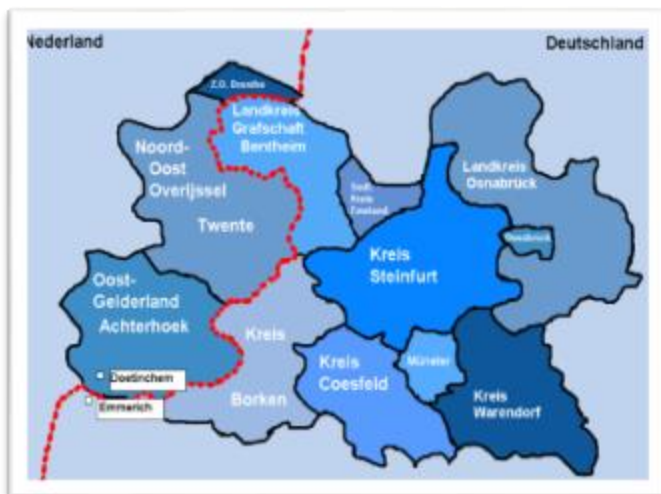 Nederland
Deutschland
Z.O. Drenthe
Landkreis
Grafschaft
Bentheim
Noord-
Oost
Overijssel
Twente
Landkreis
Osnabrück
Kreis
Osnabrück
Kreis
Steinfurt
Oost-
Gelderland
Achterhoek
Kreis
Borken
Kreis
Coesfeld
Münster
Kreis
Warendorf
Doetinchem
Emmerich